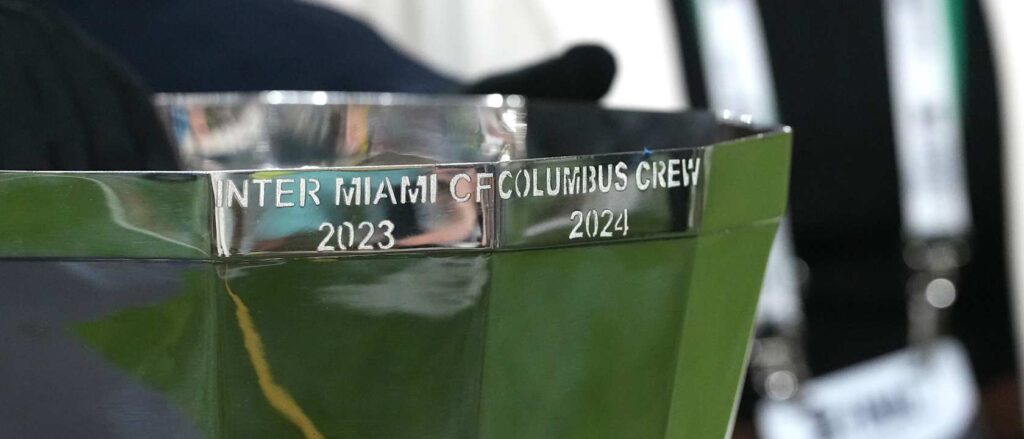 INTER MIAMI CF
2023
COLUMBUS CREW
2024